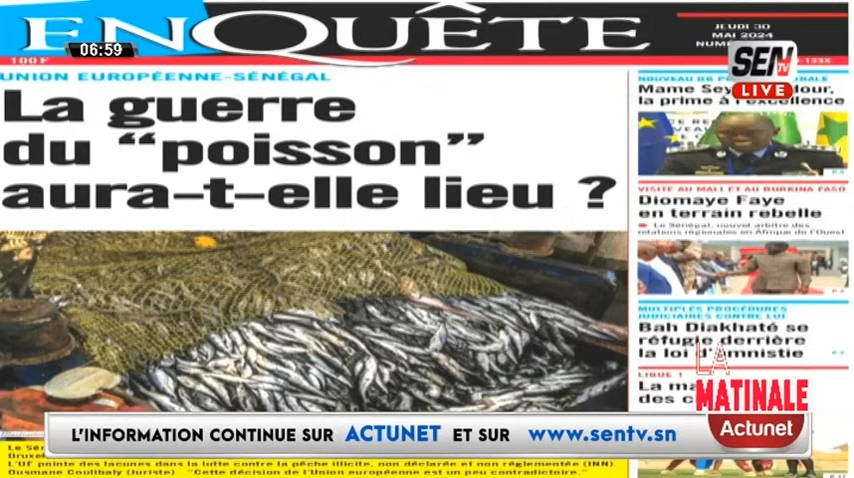 ENQUÊTE
06:59
100 F
JEUDI 30
MAI 2024
SEN TV
LIVE
UNION EUROPÉENNE-SÉNÉGAL
La guerre
du “poisson”
aura-t-elle lieu ?
Mame Sey
la prime à l'excellence
VISITE AU MALI ET AU BURKINA FASO
Diomaye Faye
en terrain rebelle
Le Sénégal, nouvel arbitre des
relations régionales en Afrique de l'Ouest
MULTIPLES PROCÉDURES
JUDICIAIRES CONTRE LUI
Bah Diakhaté se
réfugie derrière
la loi d'amnistie
LIGUE 1
La ma
des c
LA
MATINALE
Actunet
L'INFORMATION CONTINUE SUR ACTUNET ET SUR www.sentv.sn
L'UE pointe des lacunes dans la lutte contre la pêche illicite, non déclarée et non réglementée (INN).
Ousmane Coulibaly (Juriste) "Cette décision de l'Union européenne est un peu contradictoire."